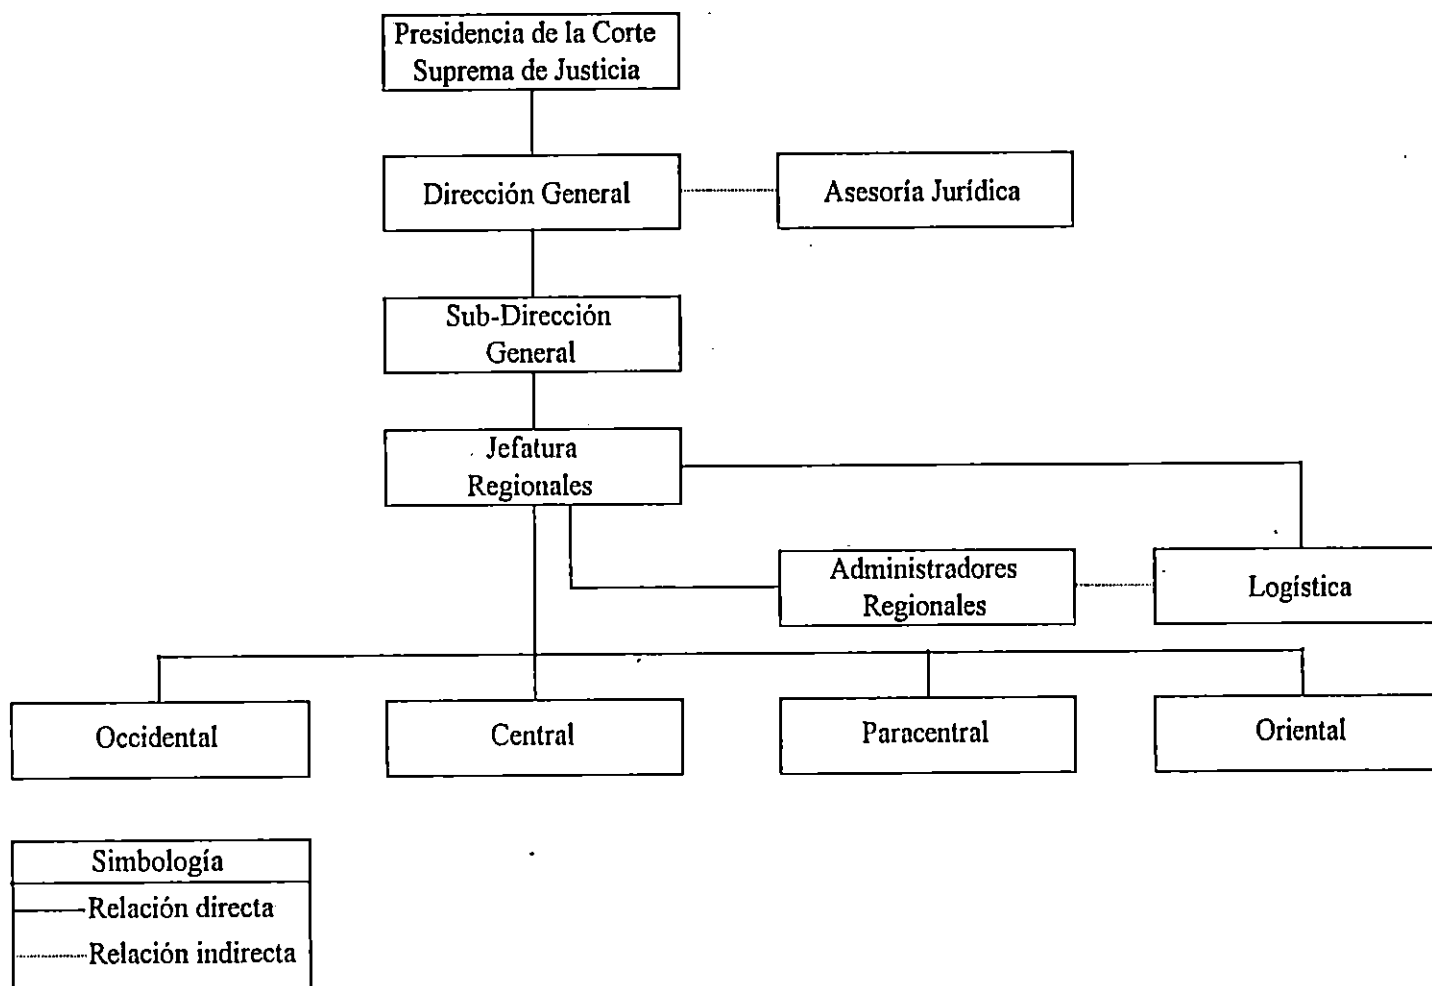 Presidencia de la Corte
Suprema de Justicia
Dirección General
Asesoría Jurídica
Sub-Dirección
General
Jefatura
Regionales
Administradores
Regionales
Logística
Occidental
Central
Paracentral
Oriental
Simbología
Relación directa
Relación indirecta